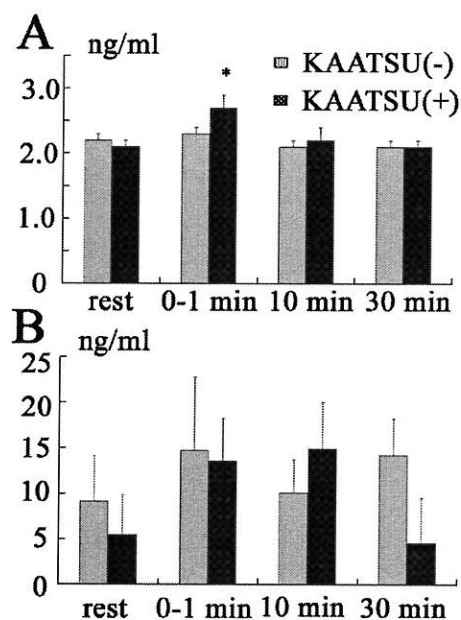 A ng/ml
*
KAATSU(-)
KAATSU(+)
3.0
2.0
1.0
0
rest 0-1 min 10 min 30 min
B ng/ml
25
20
15
10
5
0
rest 0-1 min 10 min 30 min